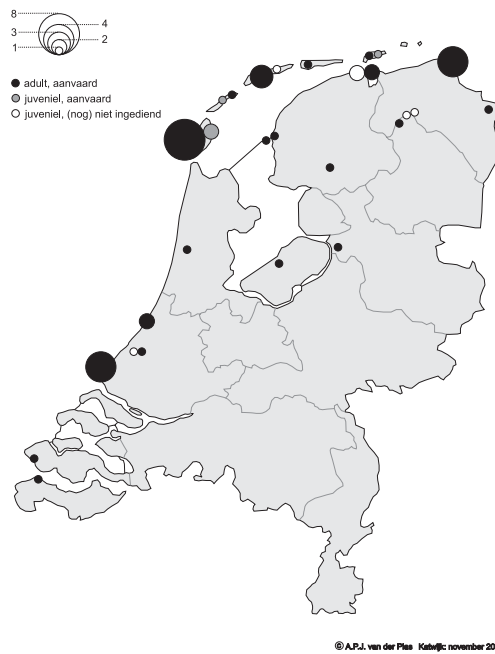 8
4
3
2
1
adult, aanvaard
juveniel, aanvaard
juveniel, (nog) niet ingediend
© A.P.J. van der Plas Katwijk: november 20